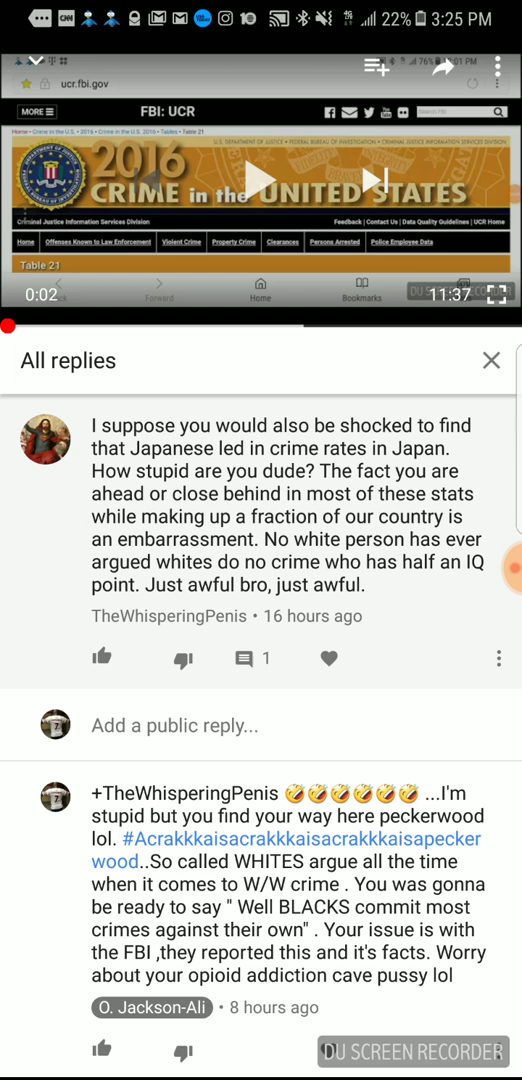 22% 3:25 PM
76% 3:01 PM
ucr.fbi.gov
MORE FBI: UCR Search FBI
Home • Crime in the U.S. • 2016 • Crime in the U.S. 2016 • Tables • Table 21
U.S. DEPARTMENT OF JUSTICE • FEDERAL BUREAU OF INVESTIGATION • CRIMINAL JUSTICE INFORMATION SERVICES DIVISION
2016
CRIME in the UNITED STATES
Criminal Justice Information Services Division Feedback | Contact Us | Data Quality Guidelines | UCR Home
Home Offenses Known to Law Enforcement Violent Crime Property Crime Clearances Persons Arrested Police Employee Data
Table 21
Forward Home Bookmarks
0:02 11:37
All replies
I suppose you would also be shocked to find
that Japanese led in crime rates in Japan.
How stupid are you dude? The fact you are
ahead or close behind in most of these stats
while making up a fraction of our country is
an embarrassment. No white person has ever
argued whites do no crime who has half an IQ
point. Just awful bro, just awful.
TheWhisperingPenis • 16 hours ago
1
Add a public reply...
+TheWhisperingPenis 🤣🤣🤣🤣🤣🤣 ...I'm
stupid but you find your way here peckerwood
lol. #Acrakkkaisacrakkkaisacrakkkaisapecker
wood..So called WHITES argue all the time
when it comes to W/W crime . You was gonna
be ready to say " Well BLACKS commit most
crimes against their own" . Your issue is with
the FBI ,they reported this and it's facts. Worry
about your opioid addiction cave pussy lol
O. Jackson-Ali • 8 hours ago
DU SCREEN RECORDER